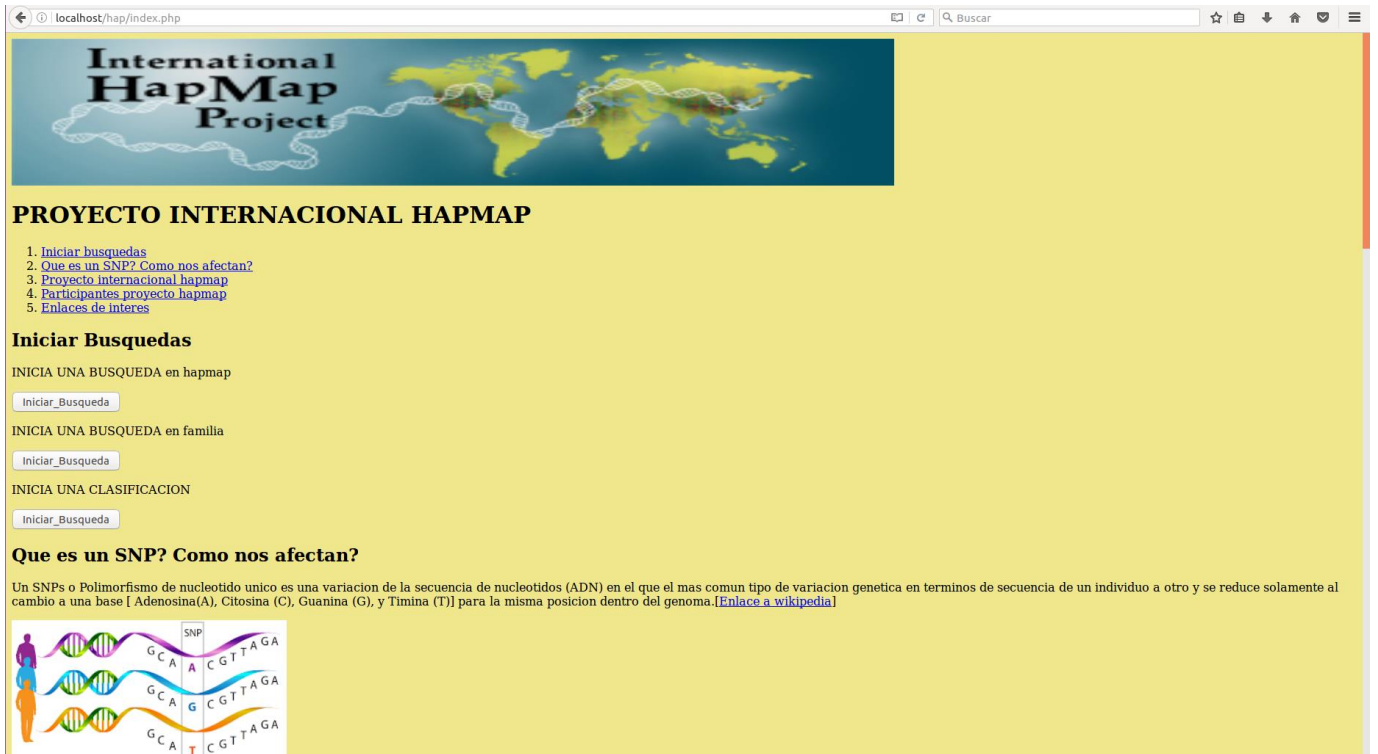 localhost/hap/index.php
Buscar
International
HapMap
Project
PROYECTO INTERNACIONAL HAPMAP
1. Iniciar busquedas
2. Que es un SNP? Como nos afectan?
3. Proyecto internacional hapmap
4. Participantes proyecto hapmap
5. Enlaces de interes
Iniciar Busquedas
INICIA UNA BUSQUEDA en hapmap
Iniciar_Busqueda
INICIA UNA BUSQUEDA en familia
Iniciar_Busqueda
INICIA UNA CLASIFICACION
Iniciar_Busqueda
Que es un SNP? Como nos afectan?
Un SNPs o Polimorfismo de nucleotido unico es una variacion de la secuencia de nucleotidos (ADN) en el que el mas comun tipo de variacion genetica en terminos de secuencia de un individuo a otro y se reduce solamente al
cambio a una base [ Adenosina(A), Citosina (C), Guanina (G), y Timina (T)] para la misma posicion dentro del genoma.[Enlace a wikipedia]
SNP
G C A A C G T T A G A
G C A G C G T T A G A
G C A T C G T T A G A